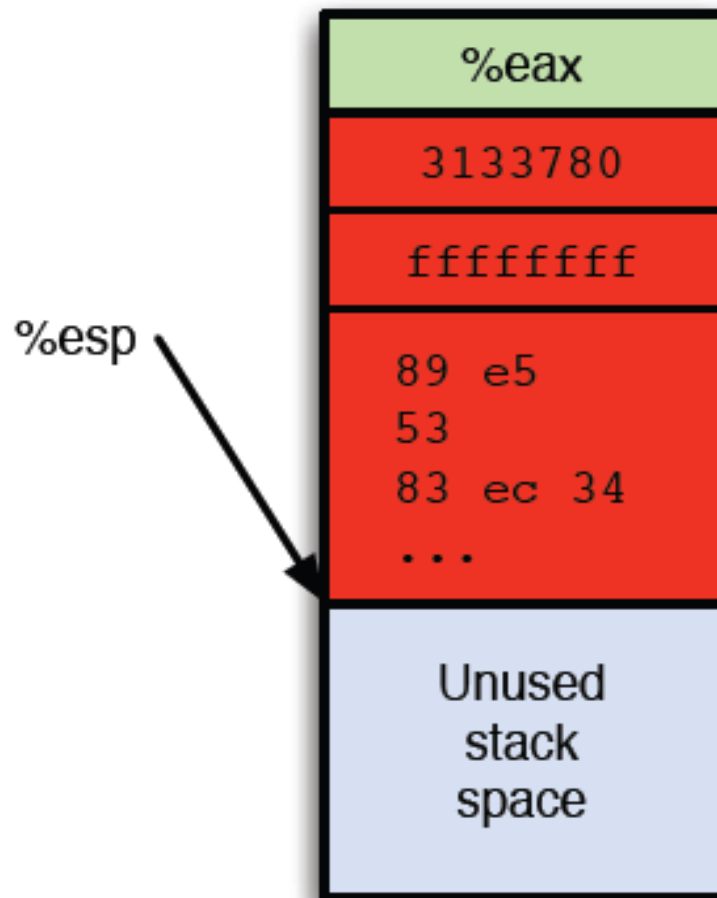 %eax
3133780
ffffffff
%esp
89 e5
53
83 ec 34
...
Unused
stack
space